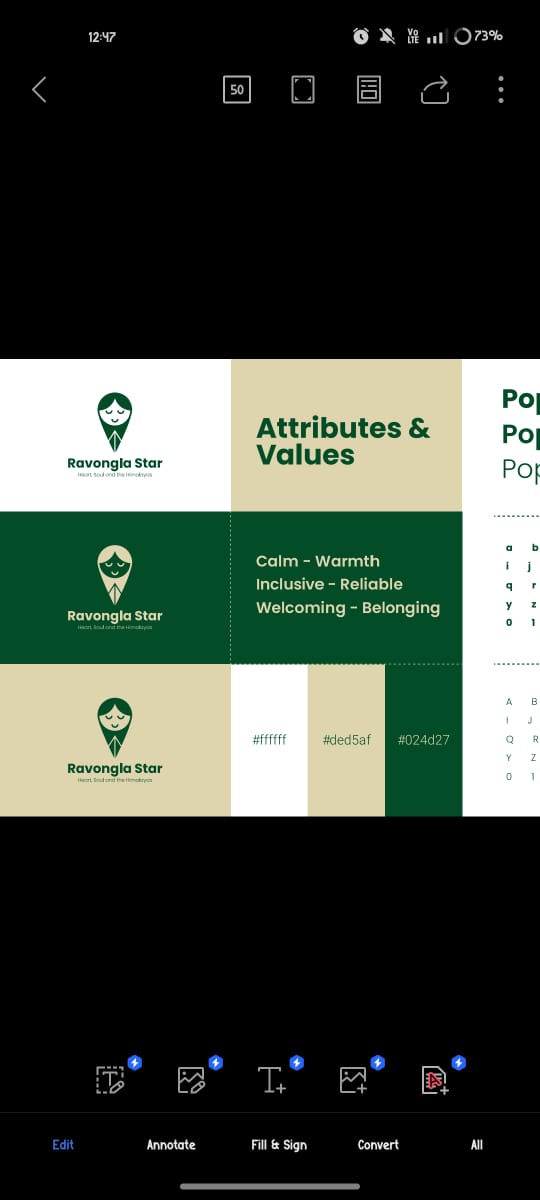 12:47
Vo LTE
73%
50
Ravongla Star
Heart, Soul and the Himalayas
Attributes &
Values
Pop
Pop
Pop
Ravongla Star
Heart, Soul and the Himalayas
Calm - Warmth
Inclusive - Reliable
Welcoming - Belonging
a b
i j
q r
y z
0 1
Ravongla Star
Heart, Soul and the Himalayas
#ffffff
#ded5af
#024d27
A B
I J
Q R
Y Z
0 1
Edit
Annotate
Fill & Sign
Convert
All